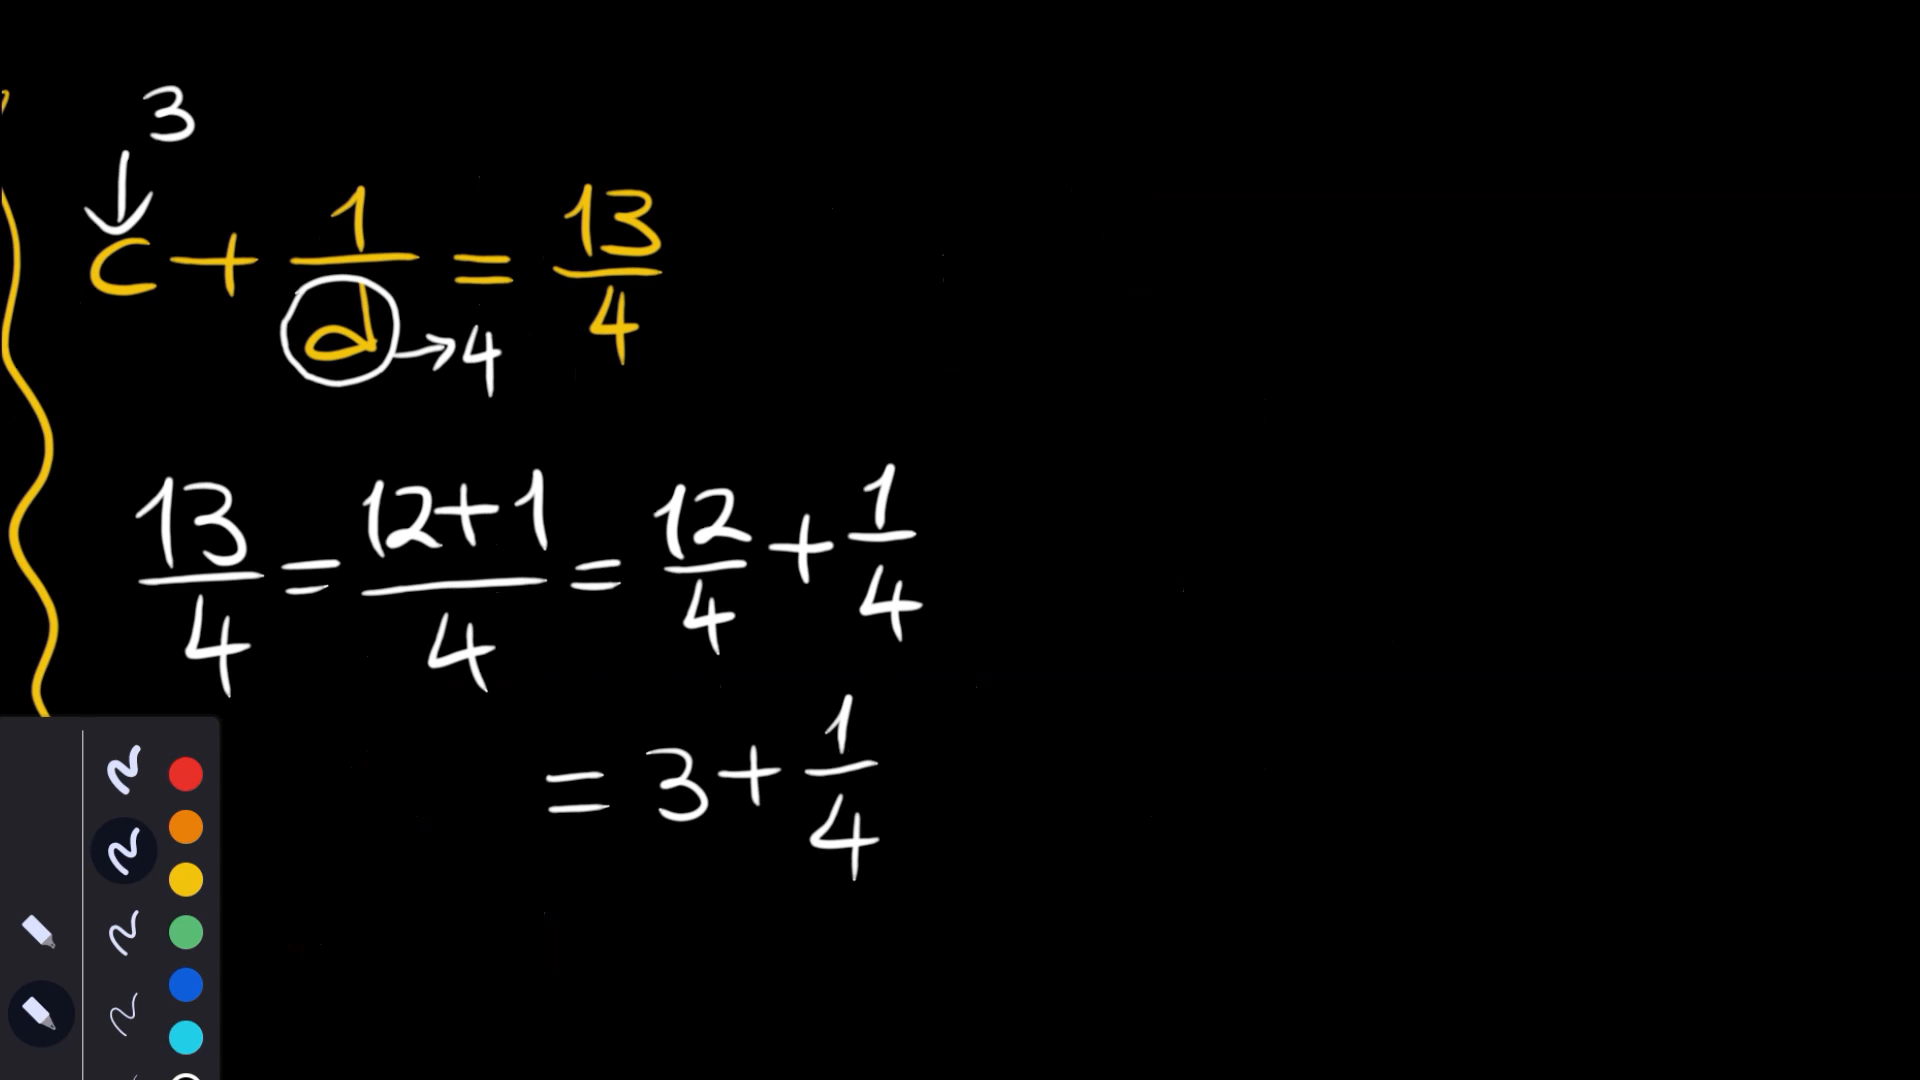 3
c + 1/d = 13/4
→ 4
13/4 = (12+1)/4 = 12/4 + 1/4
= 3 + 1/4